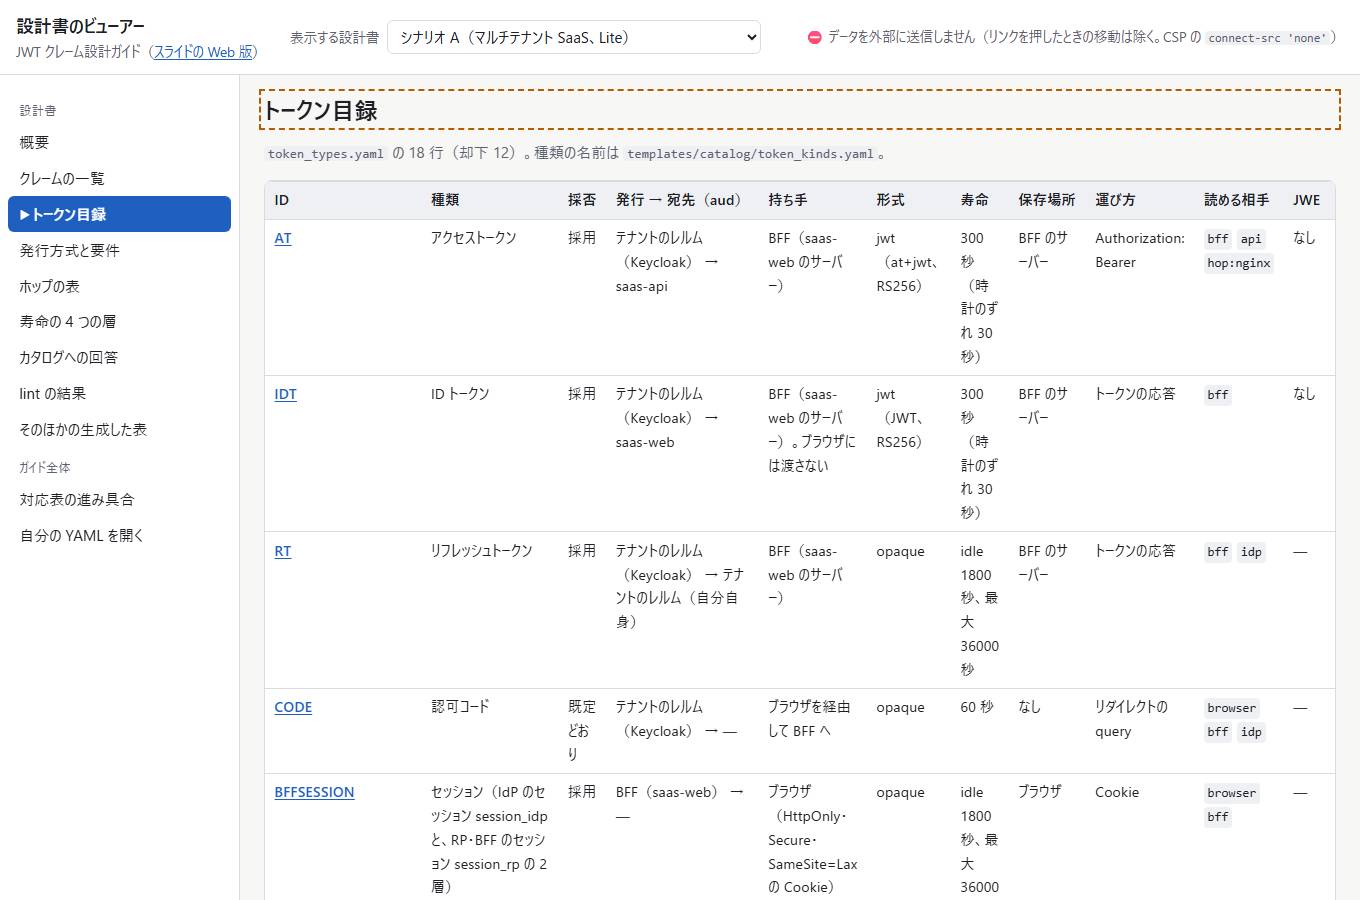 設計書のビューアー
JWT クレーム設計ガイド（スライドの Web 版）
表示する設計書
シナリオ A（マルチテナント SaaS、Lite）
データを外部に送信しません（リンクを押したときの移動は除く。CSP の connect-src 'none'）
設計書
概要
クレームの一覧
▶トークン目録
発行方式と要件
ホップの表
寿命の 4 つの層
カタログへの回答
lint の結果
そのほかの生成した表
ガイド全体
対応表の進み具合
自分の YAML を開く
トークン目録
token_types.yaml の 18 行（却下 12）。種類の名前は templates/catalog/token_kinds.yaml。
ID 種類 採否 発行 → 宛先（aud） 持ち手 形式 寿命 保存場所 運び方 読める相手 JWE
AT
アクセストークン
採用
テナントのレルム
（Keycloak） →
saas-api
BFF（saas-
web のサーバ
ー）
jwt
（at+jwt、
RS256）
300
秒
（時
計のず
れ 30
秒）
BFF のサ
ーバー
Authorization:
Bearer
bff api
hop:nginx
なし
IDT
ID トークン
採用
テナントのレルム
（Keycloak） →
saas-web
BFF（saas-
web のサーバ
ー）。ブラウザに
は渡さない
jwt
（JWT、
RS256）
300
秒
（時
計のず
れ 30
秒）
BFF のサ
ーバー
トークンの応答
bff
なし
RT
リフレッシュトークン
採用
テナントのレルム
（Keycloak） → テナ
ントのレルム（自分自
身）
BFF（saas-
web のサーバ
ー）
opaque
idle
1800
秒、最
大
36000
秒
BFF のサ
ーバー
トークンの応答
bff idp
—
CODE
認可コード
既定
どお
り
テナントのレルム
（Keycloak） → —
ブラウザを経由
して BFF へ
opaque
60 秒
なし
リダイレクトの
query
browser
bff idp
—
BFFSESSION
セッション（IdP のセ
ッション session_idp
と、RP・BFF のセッシ
ョン session_rp の 2
層）
採用
BFF（saas-web） →
—
ブラウザ
（HttpOnly・
Secure・
SameSite=Lax
の Cookie）
opaque
idle
1800
秒、最
大
36000
ブラウザ
Cookie
browser
bff
—